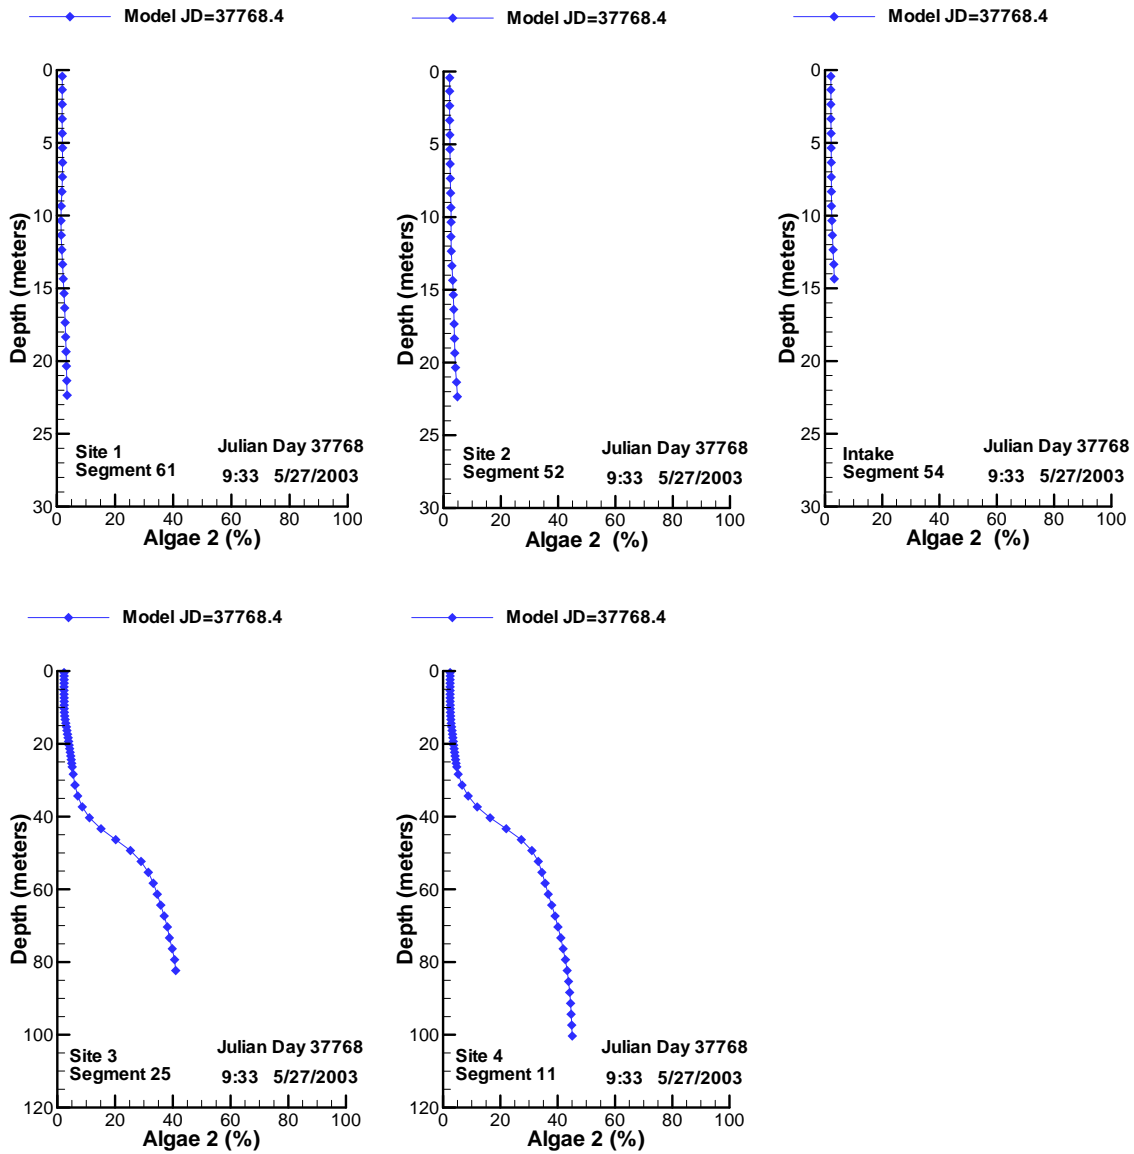 Model JD=37768.4
0
5
10
15
20
25
30
Depth (meters)
Site 1
Segment 61
Julian Day 37768
9:33 5/27/2003
0 20 40 60 80 100
Algae 2 (%)
Model JD=37768.4
0
5
10
15
20
25
30
Depth (meters)
Site 2
Segment 52
Julian Day 37768
9:33 5/27/2003
0 20 40 60 80 100
Algae 2 (%)
Model JD=37768.4
0
5
10
15
20
25
30
Depth (meters)
Intake
Segment 54
Julian Day 37768
9:33 5/27/2003
0 20 40 60 80 100
Algae 2 (%)
Model JD=37768.4
0
20
40
60
80
100
120
Depth (meters)
Site 3
Segment 25
Julian Day 37768
9:33 5/27/2003
0 20 40 60 80 100
Algae 2 (%)
Model JD=37768.4
0
20
40
60
80
100
120
Depth (meters)
Site 4
Segment 11
Julian Day 37768
9:33 5/27/2003
0 20 40 60 80 100
Algae 2 (%)